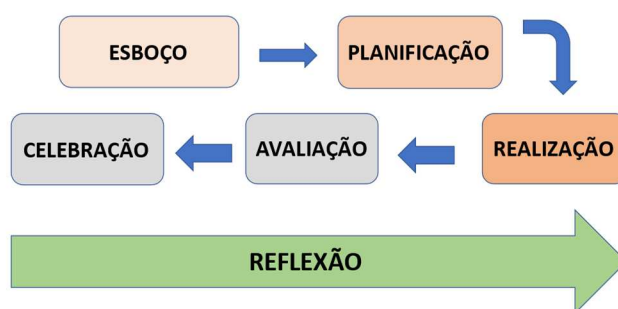 ESBOÇO
PLANIFICAÇÃO
CELEBRAÇÃO
AVALIAÇÃO
REALIZAÇÃO
REFLEXÃO